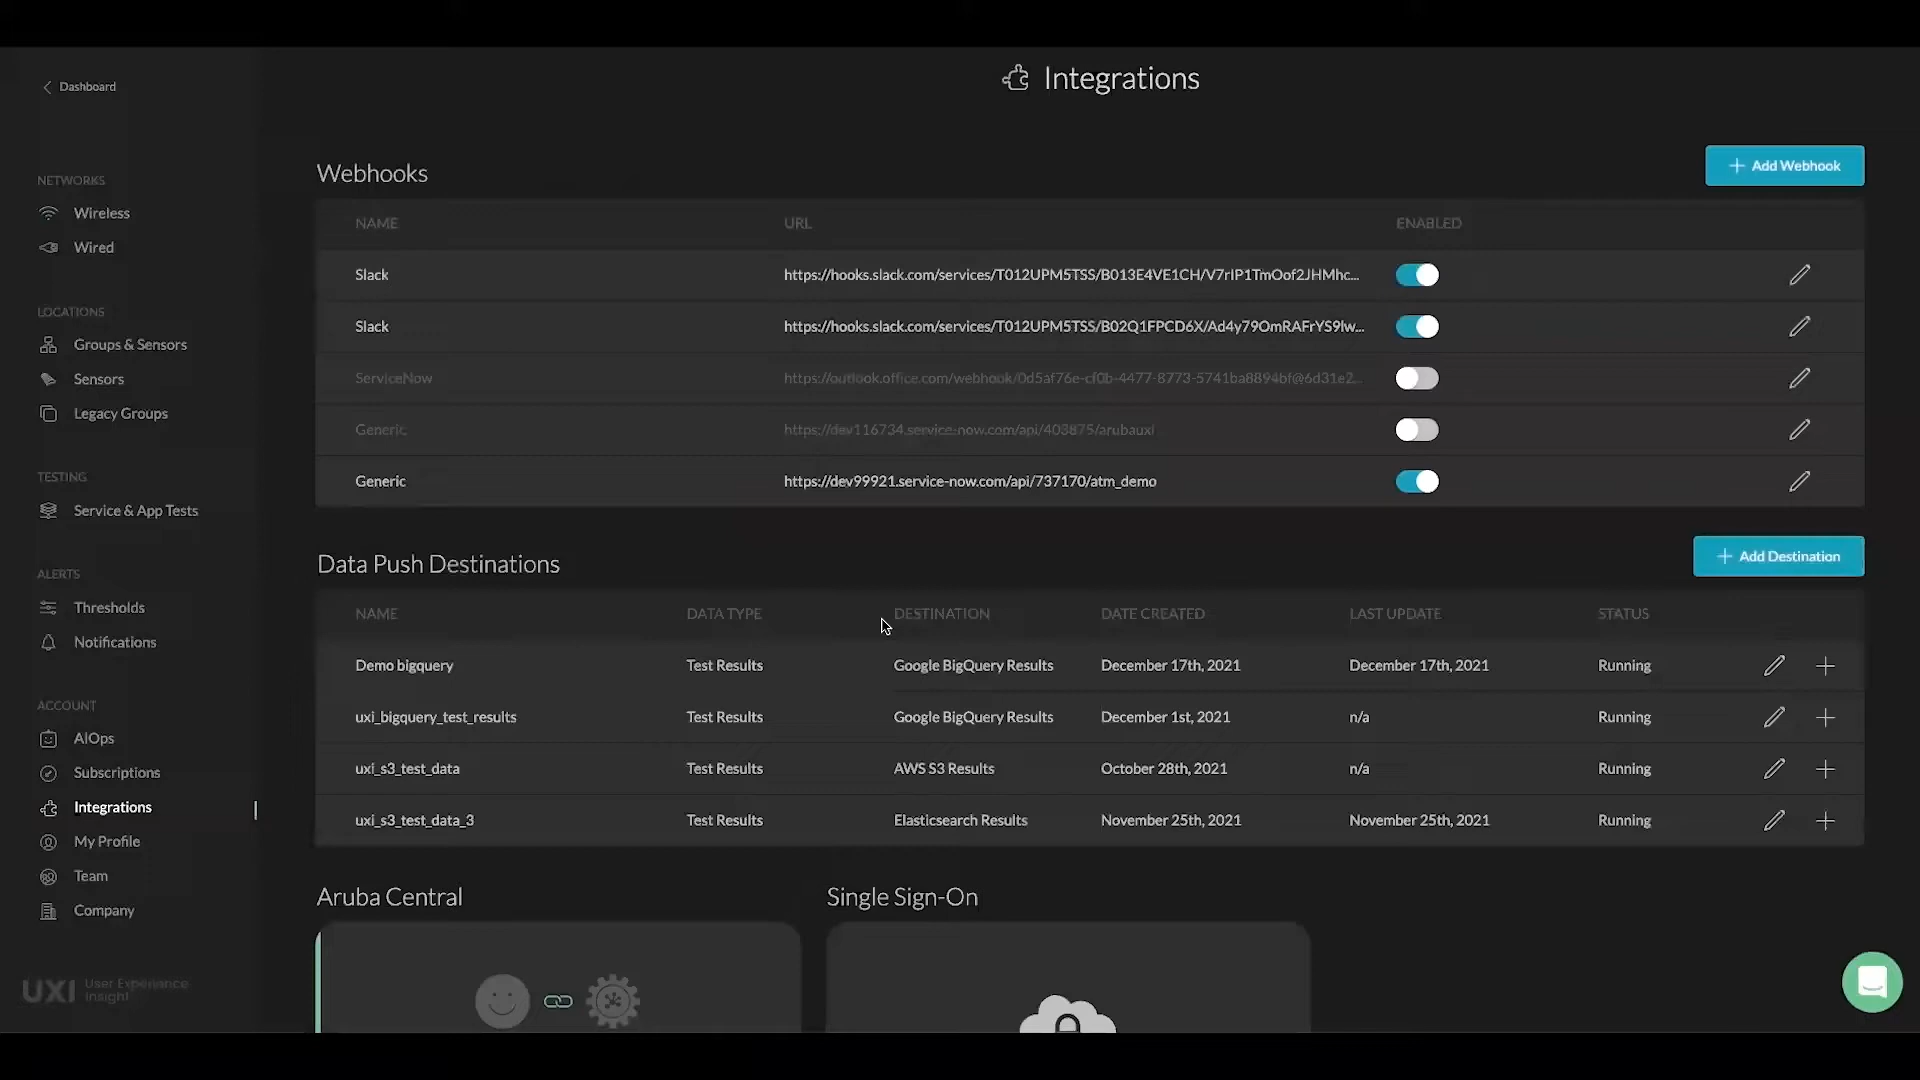 Dashboard
Integrations
NETWORKS
Wireless
Wired
LOCATIONS
Groups & Sensors
Sensors
Legacy Groups
TESTING
Service & App Tests
ALERTS
Thresholds
Notifications
ACCOUNT
AIOps
Subscriptions
Integrations
My Profile
Team
Company
UXI User Experience
Insight
Webhooks
+ Add Webhook
NAME URL ENABLED
Slack https://hooks.slack.com/services/T012UPM5TSS/B013E4VE1CH/V7rIP1TmOof2JHMhc...
Slack https://hooks.slack.com/services/T012UPM5TSS/B02Q1FPCD6X/Ad4y79OmRAFrYS9lw...
ServiceNow https://outlook.office.com/webhook/0d5af76e-cf0b-4477-8773-5741ba8894bf@6d31e2...
Generic https://dev116734.service-now.com/api/403875/arubauxi
Generic https://dev99921.service-now.com/api/737170/atm_demo
Data Push Destinations
+ Add Destination
NAME DATA TYPE DESTINATION DATE CREATED LAST UPDATE STATUS
Demo bigquery Test Results Google BigQuery Results December 17th, 2021 December 17th, 2021 Running
uxi_bigquery_test_results Test Results Google BigQuery Results December 1st, 2021 n/a Running
uxi_s3_test_data Test Results AWS S3 Results October 28th, 2021 n/a Running
uxi_s3_test_data_3 Test Results Elasticsearch Results November 25th, 2021 November 25th, 2021 Running
Aruba Central
Single Sign-On